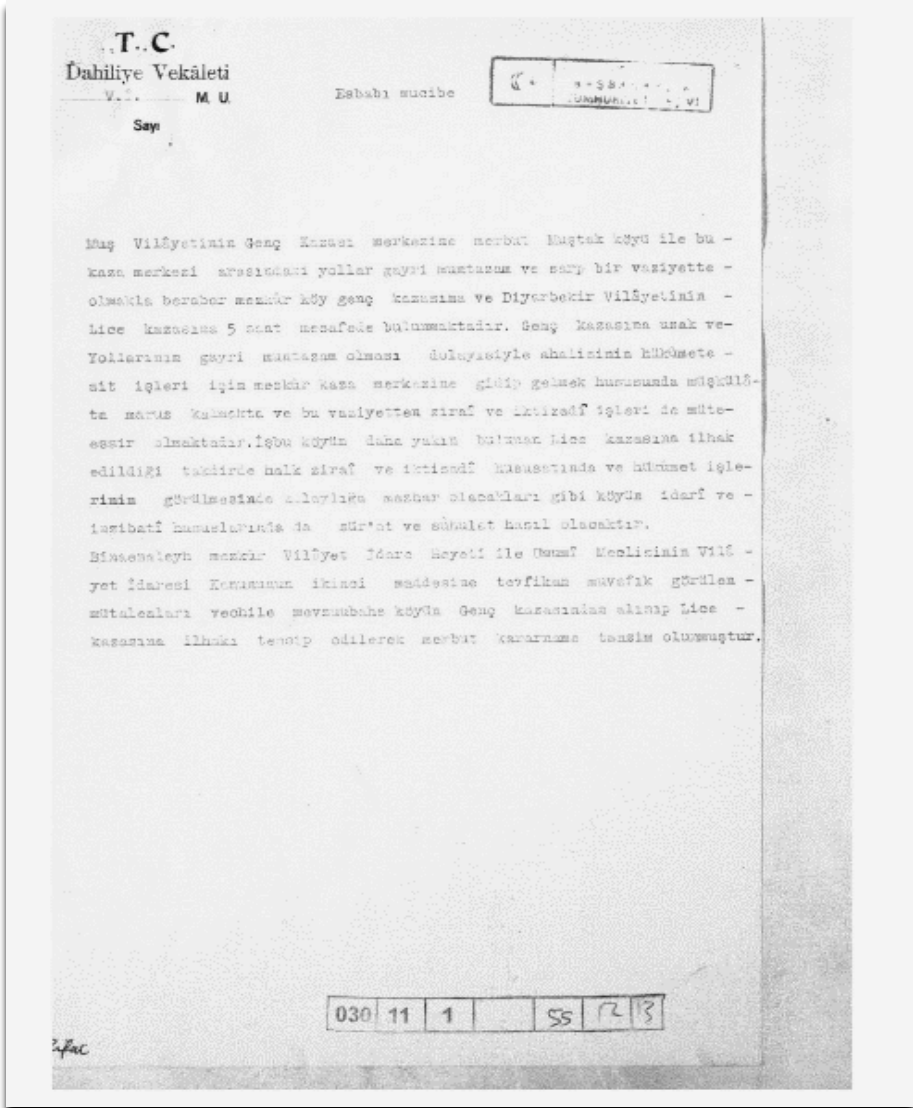 T. C.
Dahiliye Vekâleti
V. İ. M. U.
Sayı
Esbabı mucibe
Muş Vilâyetinin Genç Kazası merkezine merbut Muştak köyü ile bu -
kaza merkezi arasındaki yollar gayri muntazam ve sarp bir vaziyette -
olmakla beraber mezkûr köy genç kazasına ve Diyarbekir Vilâyetinin -
Lice kazasına 5 saat mesafede bulunmaktadır. Genç kazasına uzak ve-
Yollarının gayri muntazam olması dolayısiyle ahalisinin hükûmete -
ait işleri için mezkûr kaza merkezine gidip gelmek hususunda müşkülâ-
ta maruz kalmakta ve bu vaziyetten ziraî ve iktizadî işleri de müte-
essir olmaktadır.İşbu köyün daha yakın bulunan Lice kazasına ilhak
edildiği takdirde halk ziraî ve iktisadî hususatında ve hükûmet işle-
rinin görülmesinde kolaylığa mazhar olacakları gibi köyün idarî ve -
inzibatî hususlarında da sür'at ve sühulet hasıl olacaktır.
Binaenaleyh mezkûr Vilâyet İdare Heyeti ile Umumî Meclisinin Vilâ -
yet İdaresi Kanununun ikinci maddesine tevfikan muvafık görülen -
mütalealari vechile mevzuubahs köyün Genç kazasından alınıp Lice -
kazasına ilhakı tensip edilerek merbut kararname tanzim olunmuştur.
030 11 1 55 12 13